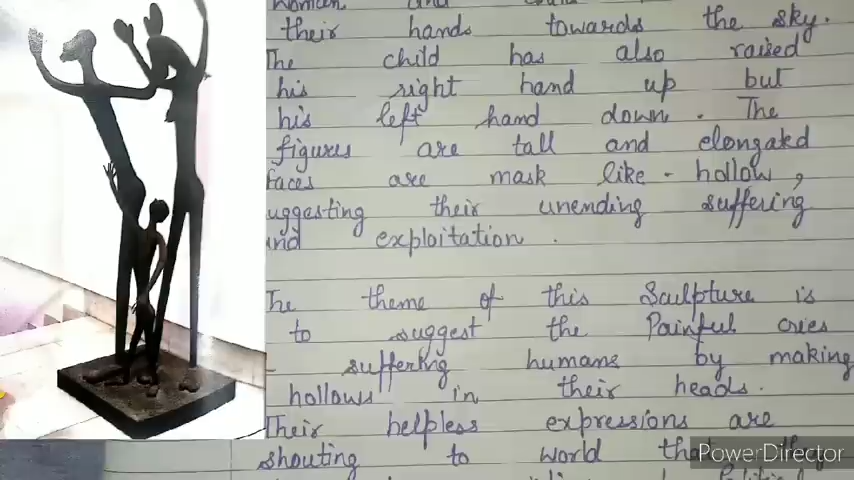 their hands towards the sky.
The child has also raised
his right hand up but
his left hand down. The
figures are tall and elongated
faces are mask like - hollow,
uggesting their unending suffering
and exploitation.
The theme of this Sculpture is
to suggest the Painful cries
suffering humans by making
hollows in their heads.
Their helpless expressions are
shouting to world that
PowerDirector